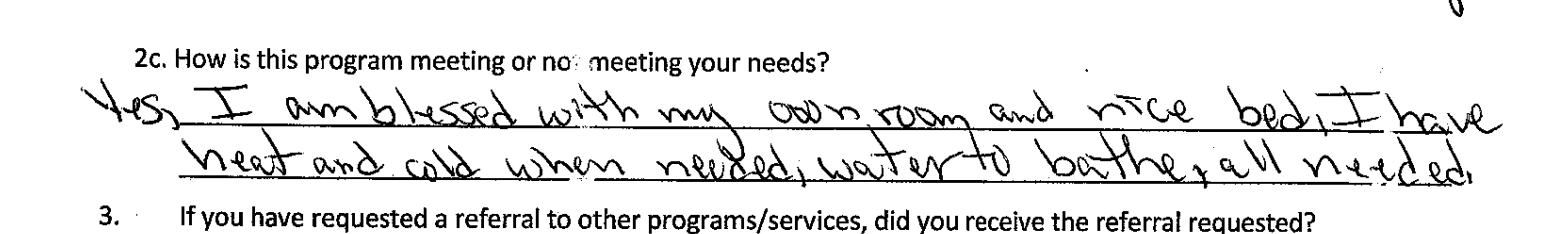 2c. How is this program meeting or not meeting your needs?
Yes, I am blessed with my own room and nice bed, I have
heat and cold when needed, water to bathe, all needed.
3. If you have requested a referral to other programs/services, did you receive the referral requested?